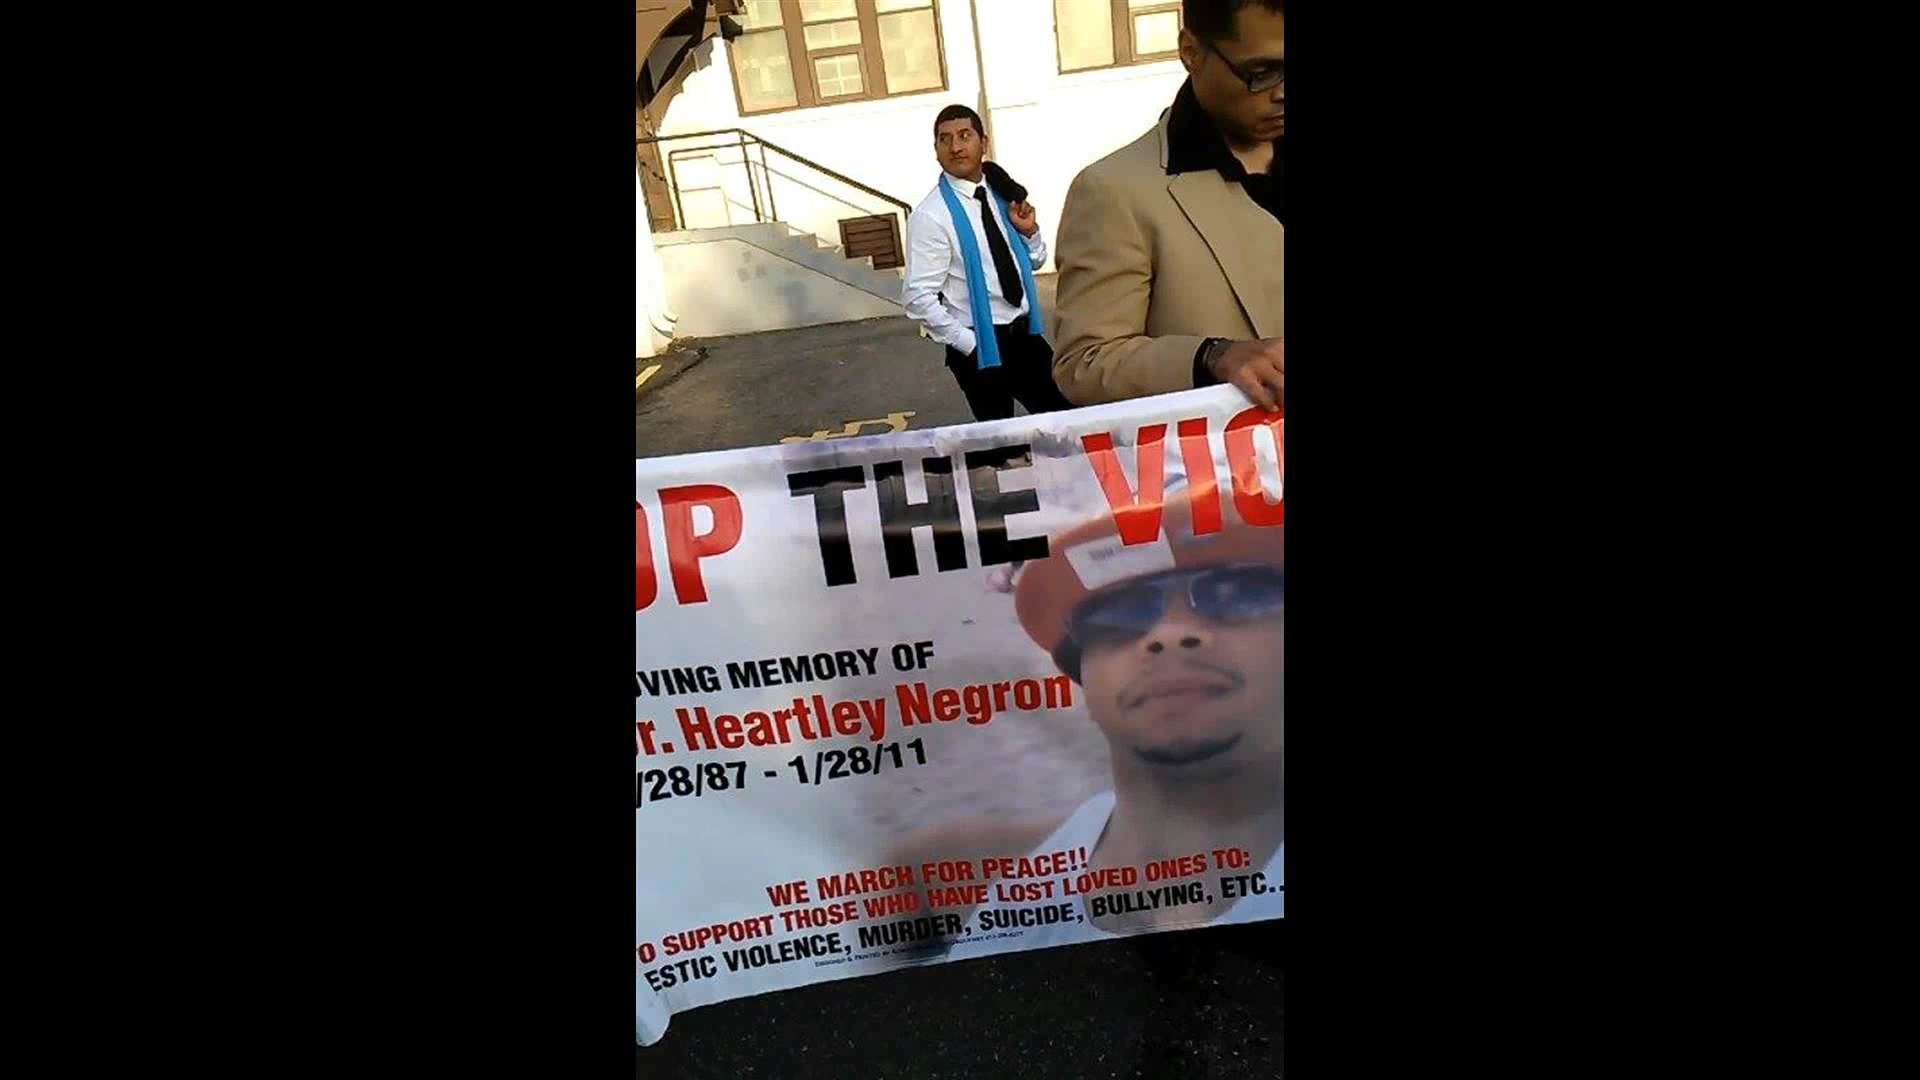 OP THE VIO
VING MEMORY OF
r. Heartley Negron
/28/87 - 1/28/11
WE MARCH FOR PEACE!!
O SUPPORT THOSE WHO HAVE LOST LOVED ONES TO:
ESTIC VIOLENCE, MURDER, SUICIDE, BULLYING, ETC..